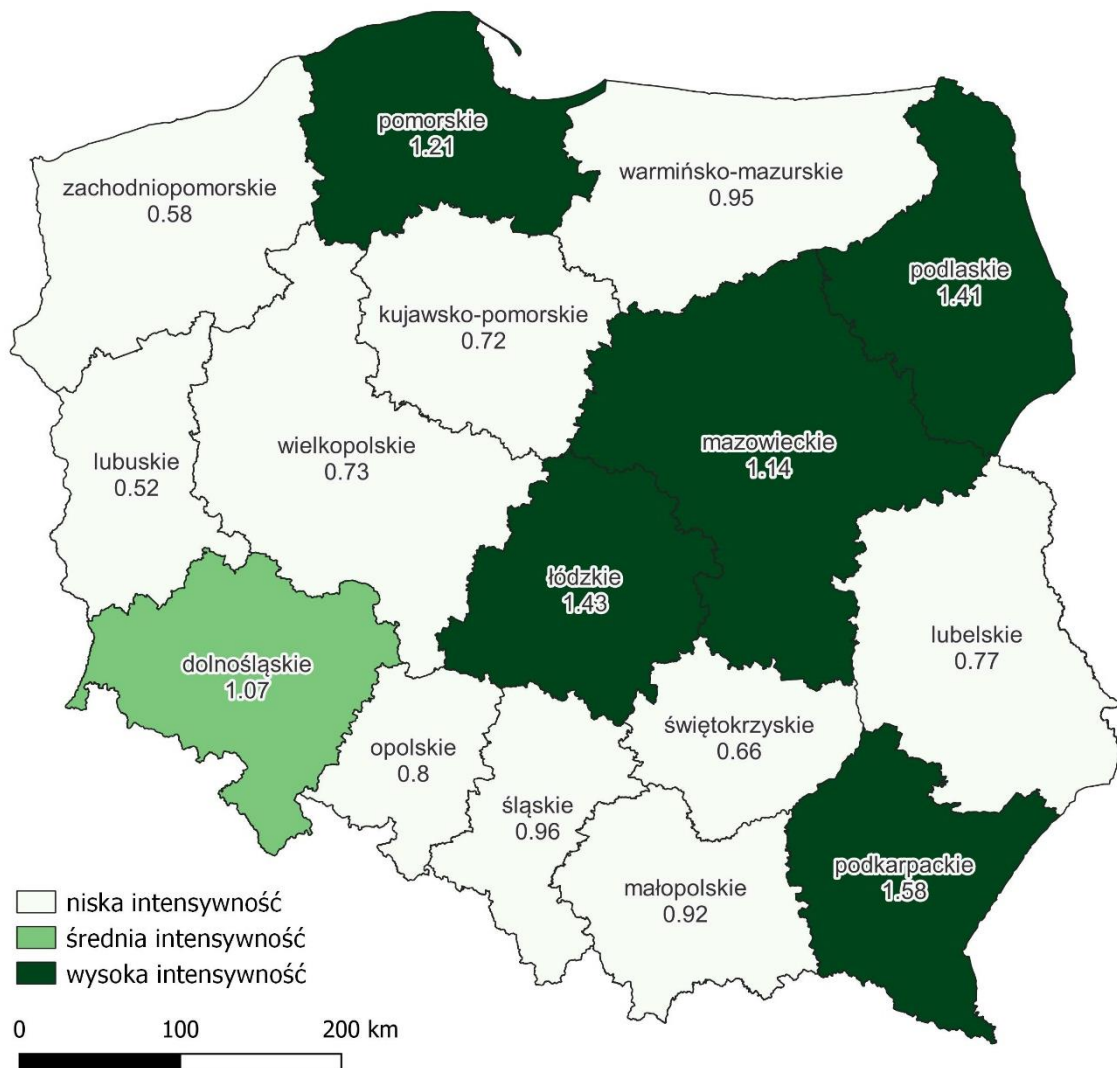 pomorskie
1.21
zachodniopomorskie
0.58
warmińsko-mazurskie
0.95
podlaskie
1.41
kujawsko-pomorskie
0.72
mazowieckie
1.14
wielkopolskie
0.73
lubuskie
0.52
łódzkie
1.43
lubelskie
0.77
dolnośląskie
1.07
świętokrzyskie
0.66
opolskie
0.8
śląskie
0.96
małopolskie
0.92
podkarpackie
1.58
niska intensywność
średnia intensywność
wysoka intensywność
0 100 200 km